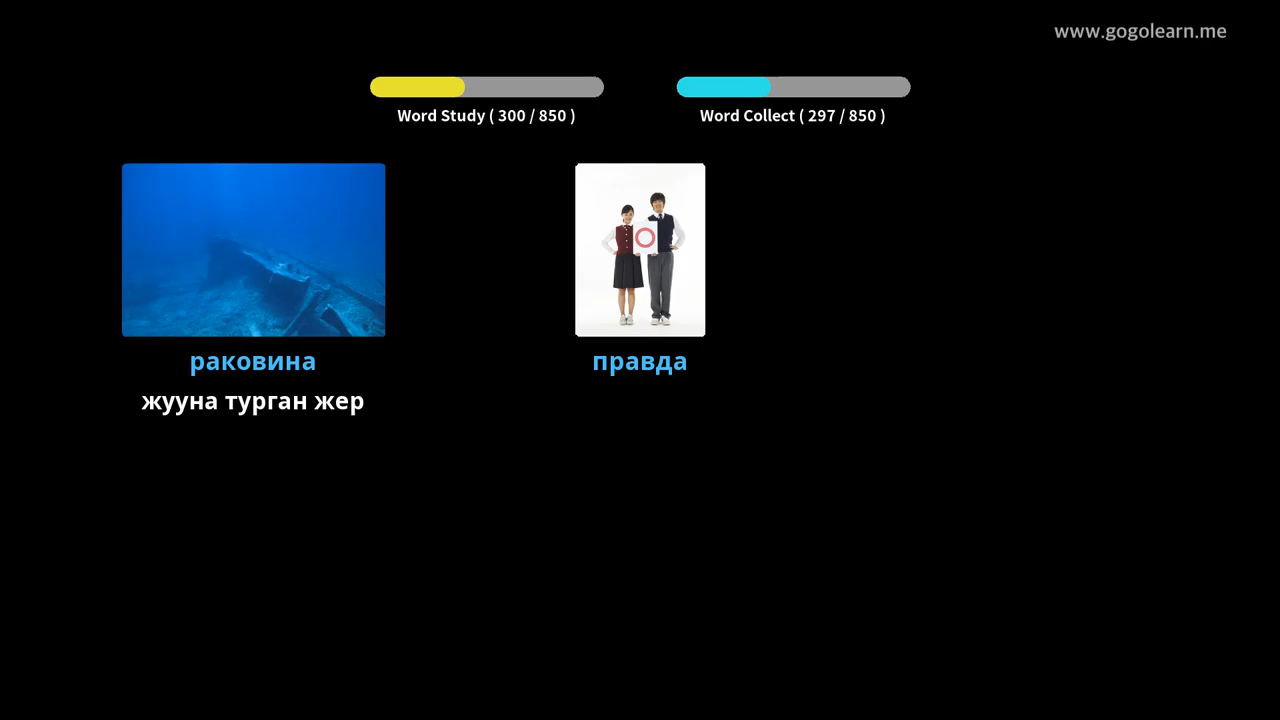 www.gogolearn.me
Word Study ( 300 / 850 )
Word Collect ( 297 / 850 )
раковина
жууна турган жер
правда